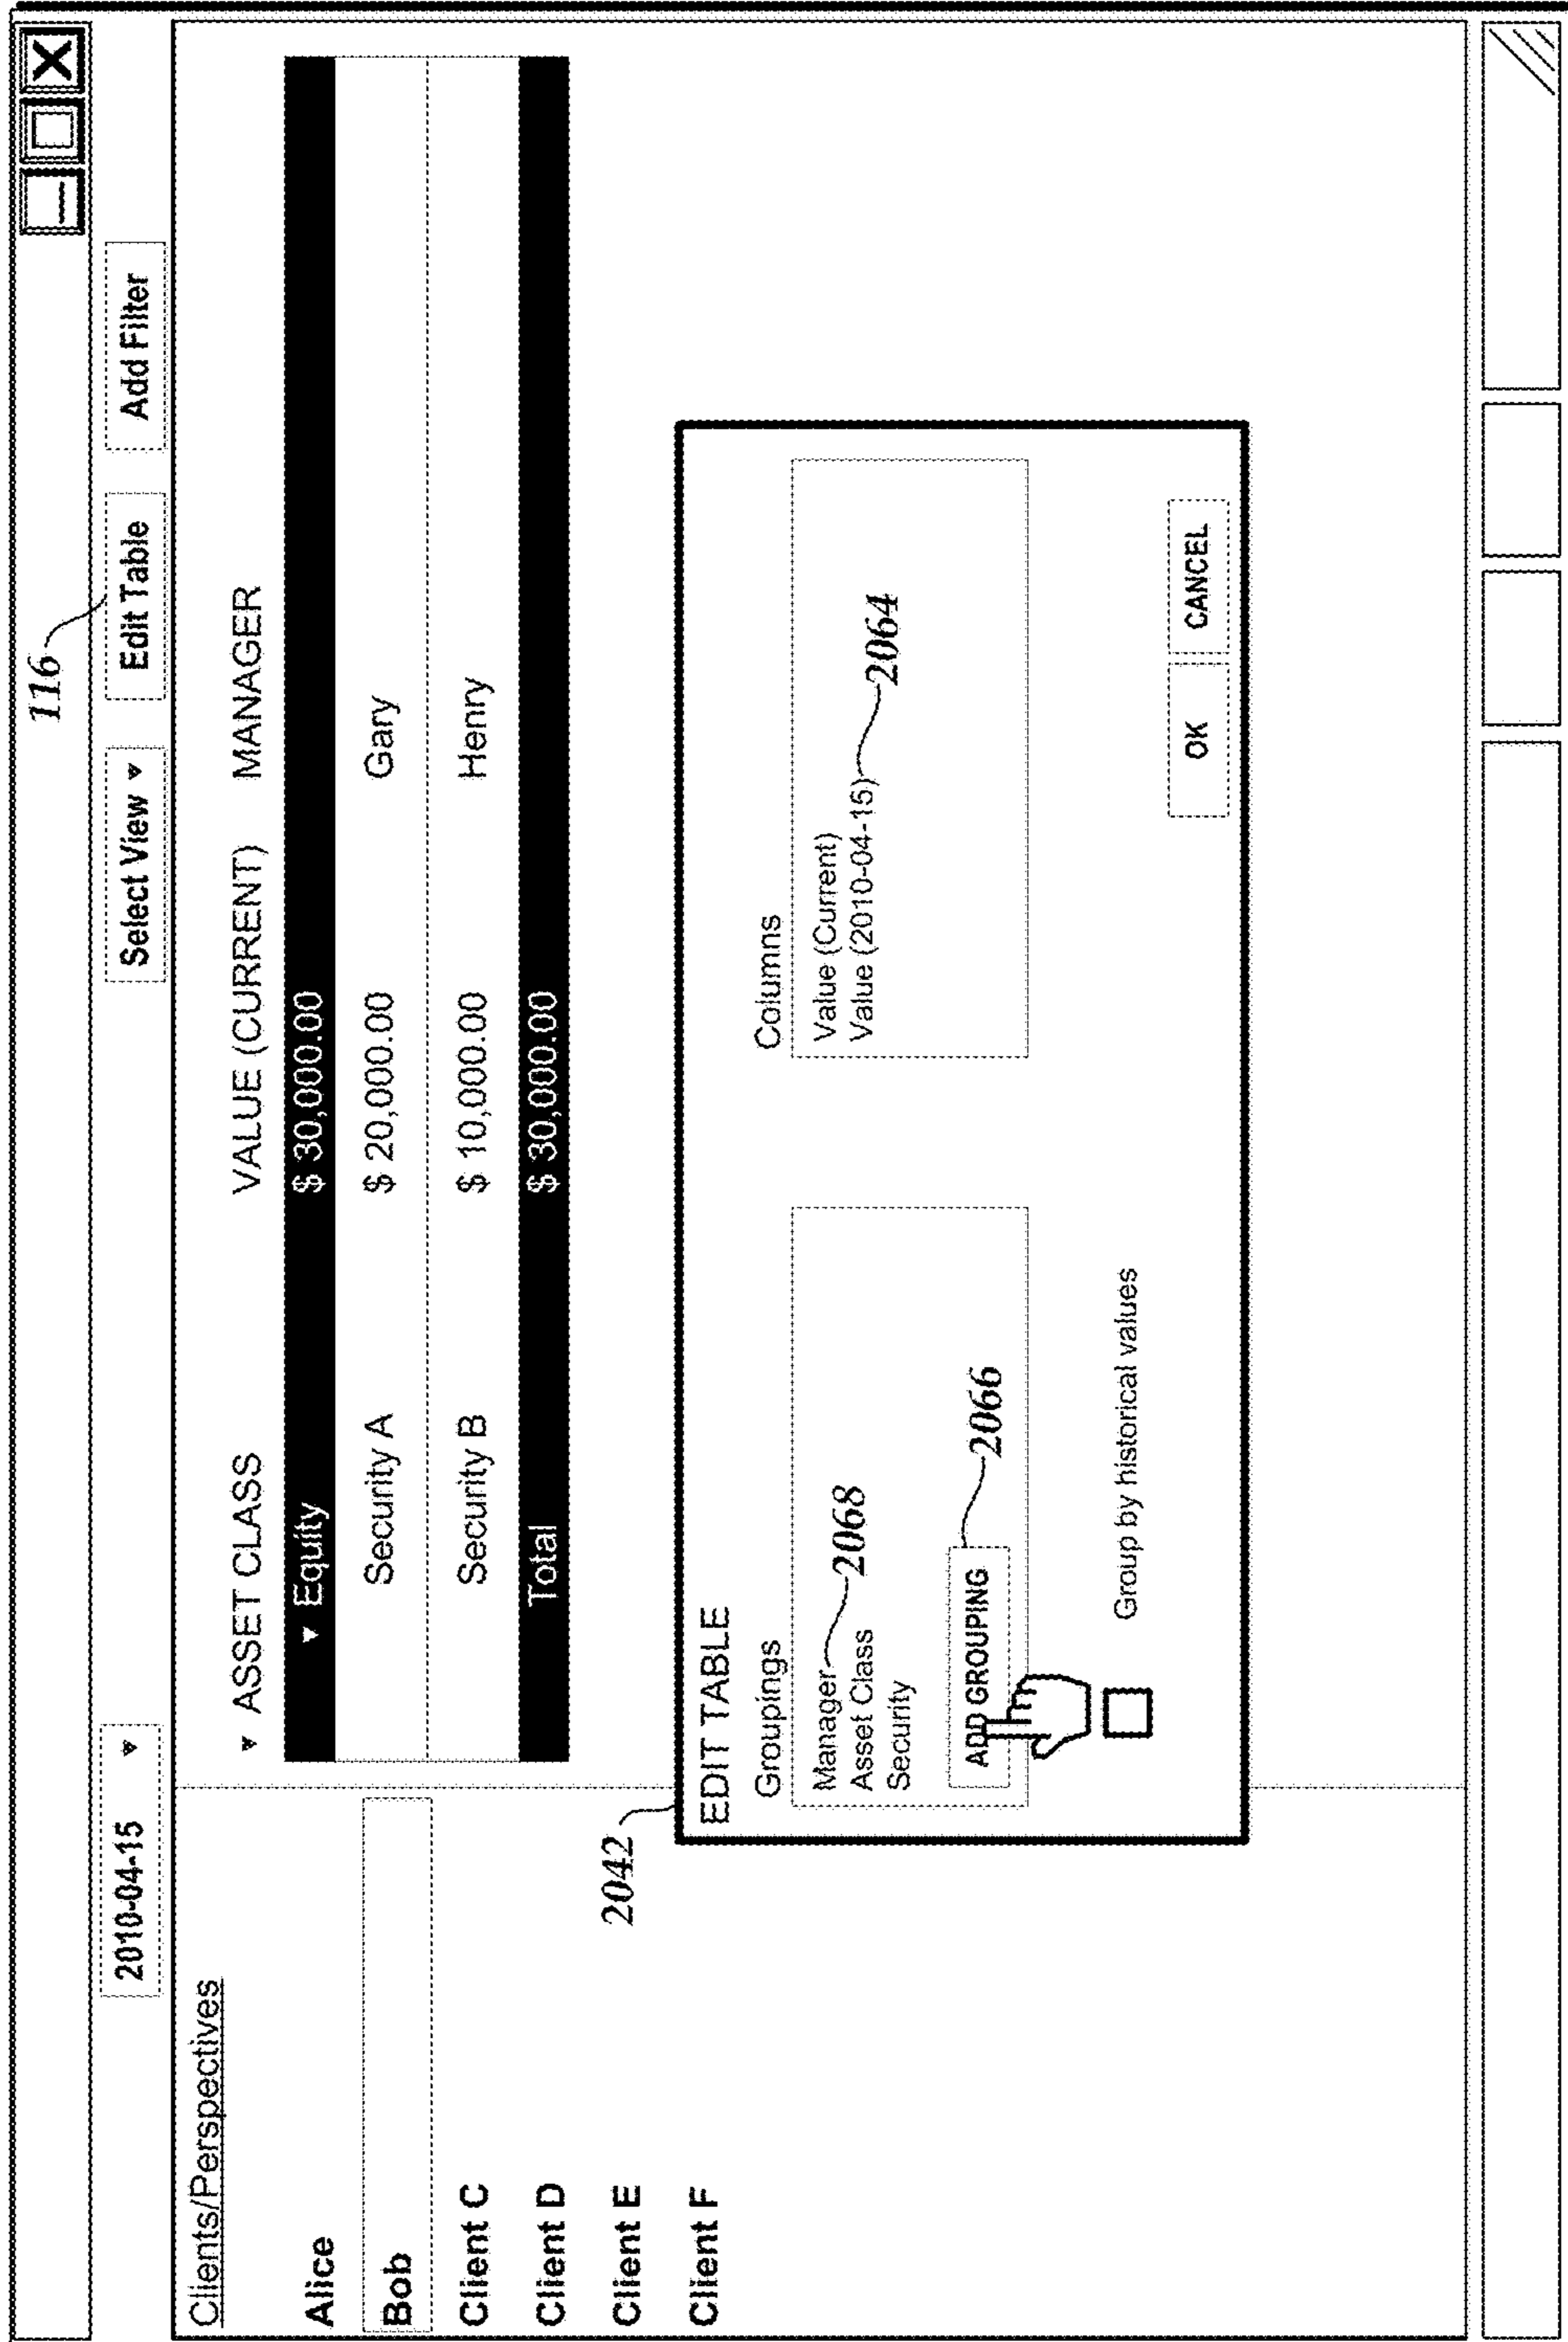 116
2010-04-15 ▼ Select View ▼ Edit Table Add Filter
Clients/Perspectives
Alice
Bob
Client C
Client D
Client E
Client F
▼ ASSET CLASS VALUE (CURRENT) MANAGER
▼ Equity $ 30,000.00
Security A $ 20,000.00 Gary
Security B $ 10,000.00 Henry
Total $ 30,000.00
2042
EDIT TABLE
Groupings
Manager 2068
Asset Class
Security
ADD GROUPING 2066
Group by historical values
Columns
Value (Current)
Value (2010-04-15) 2064
OK CANCEL